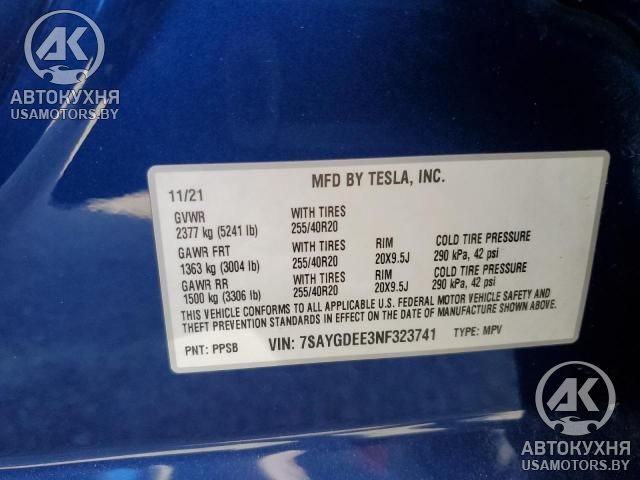 АК
АВТОКУХНЯ
USAMOTORS.BY
MFD BY TESLA, INC.
11/21
GVWR WITH TIRES
2377 kg (5241 lb) 255/40R20
GAWR FRT WITH TIRES RIM COLD TIRE PRESSURE
1363 kg (3004 lb) 255/40R20 20X9.5J 290 kPa, 42 psi
GAWR RR WITH TIRES RIM COLD TIRE PRESSURE
1500 kg (3306 lb) 255/40R20 20X9.5J 290 kPa, 42 psi
THIS VEHICLE CONFORMS TO ALL APPLICABLE U.S. FEDERAL MOTOR VEHICLE SAFETY AND
THEFT PREVENTION STANDARDS IN EFFECT ON THE DATE OF MANUFACTURE SHOWN ABOVE.
PNT: PPSB VIN: 7SAYGDEE3NF323741 TYPE: MPV
АК
АВТОКУХНЯ
USAMOTORS.BY